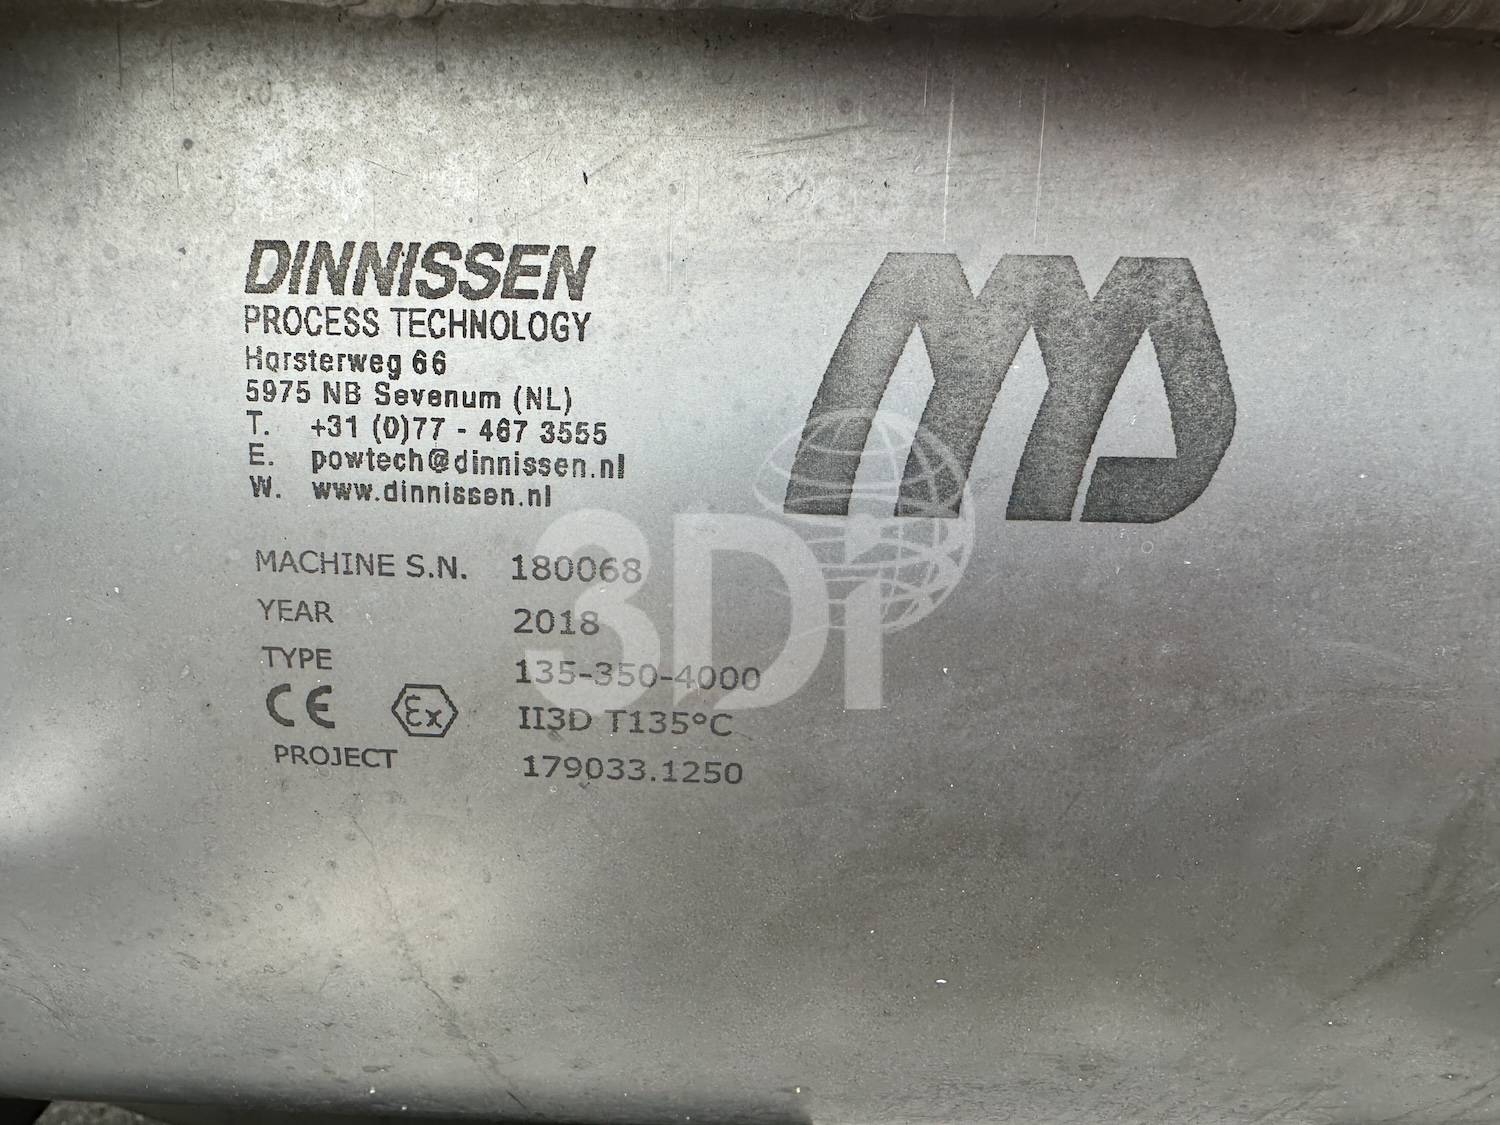 DINNISSEN
PROCESS TECHNOLOGY
Horsterweg 66
5975 NB Sevenum (NL)
T. +31 (0)77 - 467 3555
E. powtech@dinnissen.nl
W. www.dinnissen.nl
MACHINE S.N. 180068
YEAR 2018
TYPE 135-350-4000
CE Ex II3D T135°C
PROJECT 179033.1250
3Di